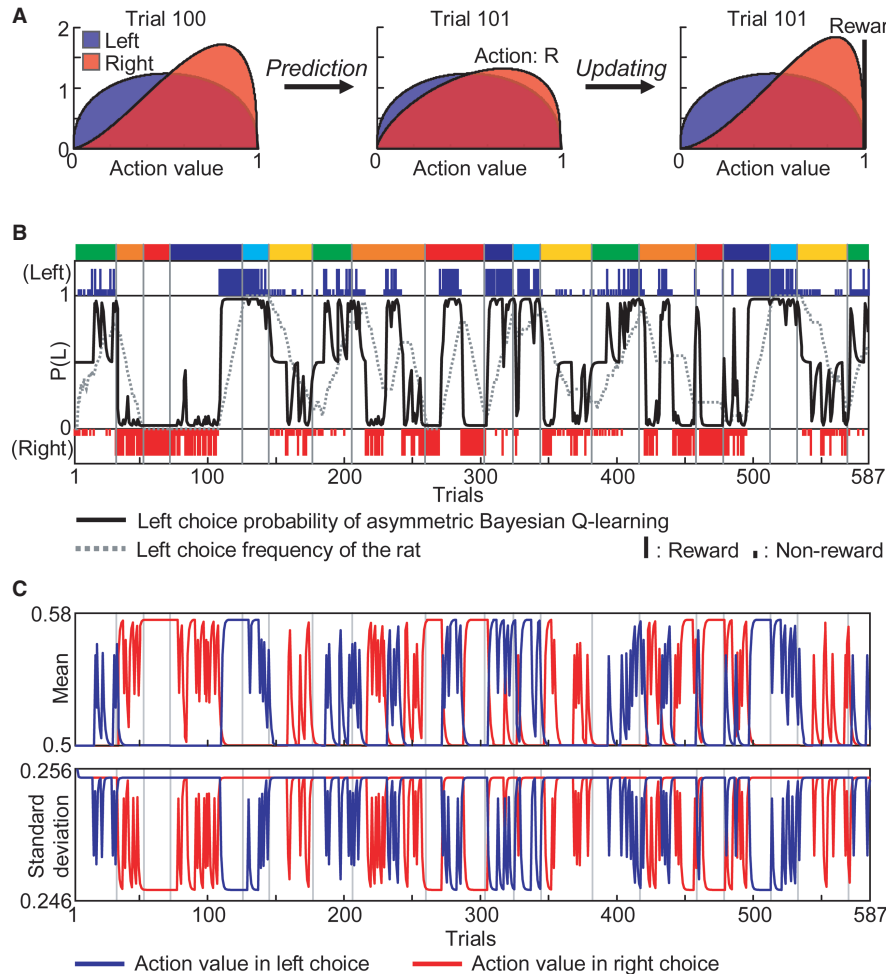 A
Trial 100
Trial 101
Trial 101
2
1
0
Left
Right
Prediction
Action: R
Updating
Rewar
0
1
Action value
0
1
Action value
0
1
Action value
B
(Left)
1
P(L)
0
(Right)
1
100
200
300
400
500
587
Trials
Left choice probability of asymmetric Bayesian Q-learning
Left choice frequency of the rat
: Reward
: Non-reward
C
0.58
Mean
0.5
0.256
Standard
deviation
0.246
1
100
200
300
400
500
587
Trials
Action value in left choice
Action value in right choice